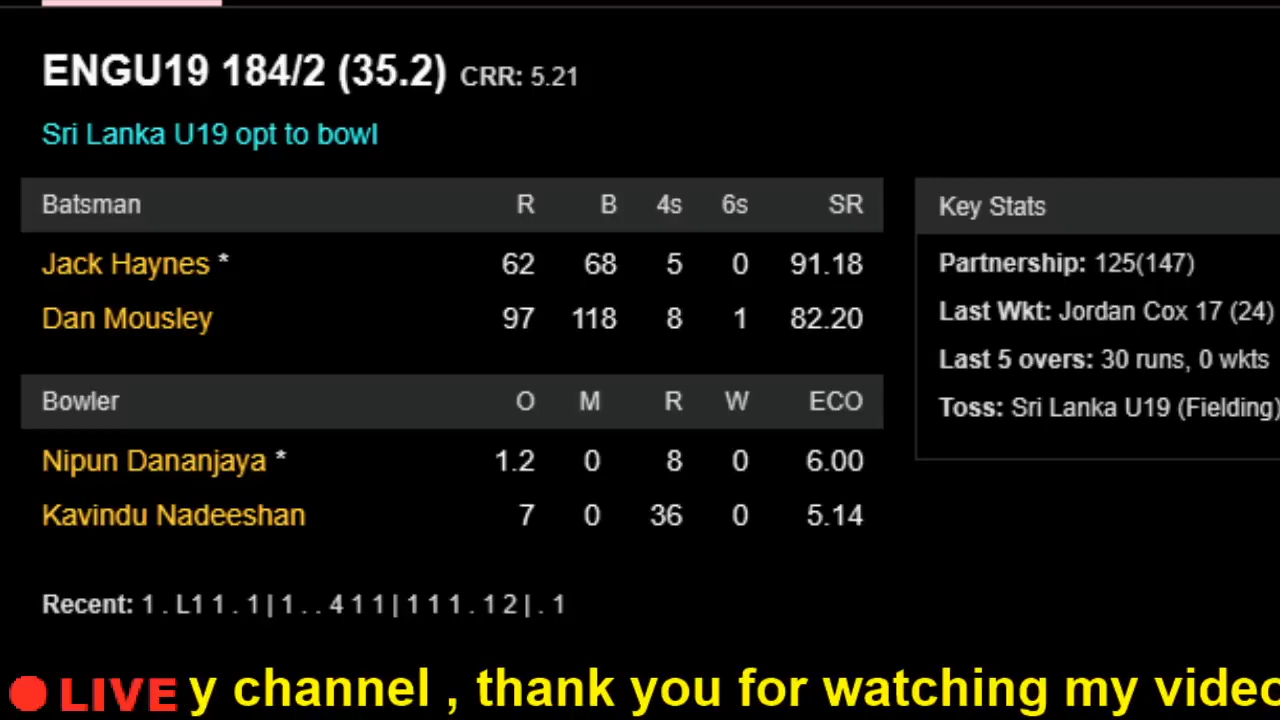 ENGU19 184/2 (35.2) CRR: 5.21
Sri Lanka U19 opt to bowl
Batsman R B 4s 6s SR
Jack Haynes * 62 68 5 0 91.18
Dan Mousley 97 118 8 1 82.20
Bowler O M R W ECO
Nipun Dananjaya * 1.2 0 8 0 6.00
Kavindu Nadeeshan 7 0 36 0 5.14
Recent: 1 . L1 1 . 1 | 1 . . 4 1 1 | 1 1 1 . 1 2 | . 1
Key Stats
Partnership: 125(147)
Last Wkt: Jordan Cox 17 (24)
Last 5 overs: 30 runs, 0 wkts
Toss: Sri Lanka U19 (Fielding)
LIVE y channel , thank you for watching my video